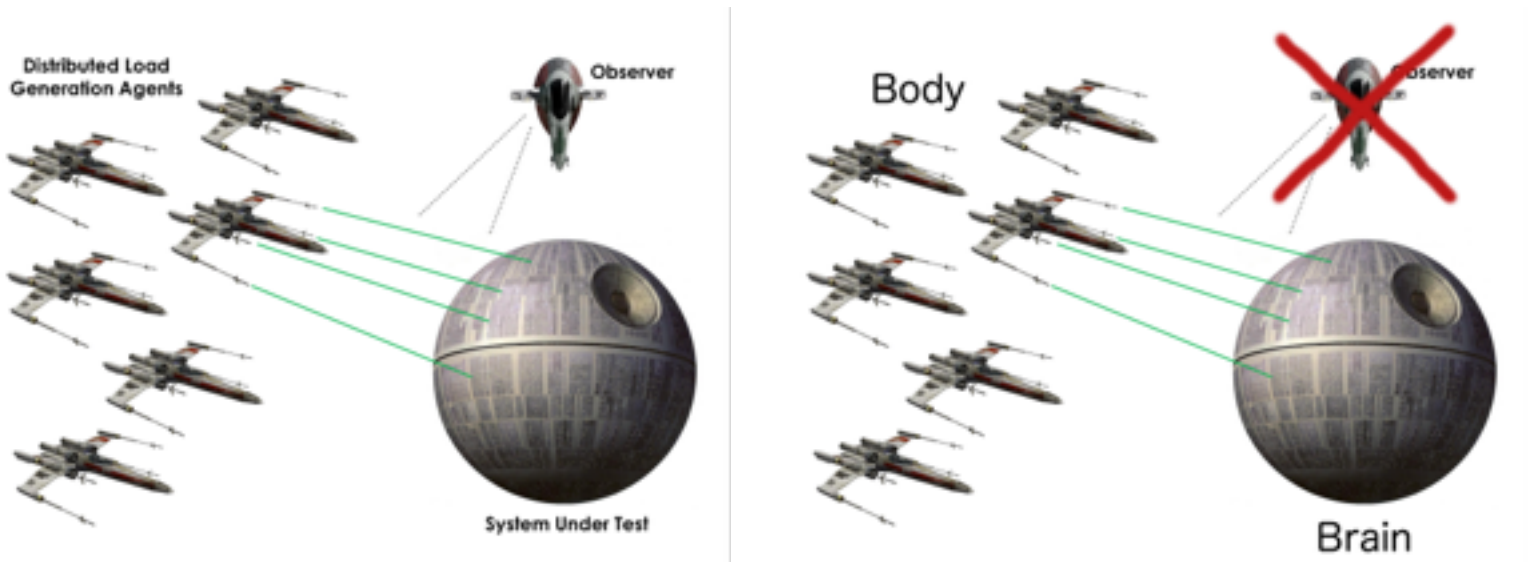 Distributed Load
Generation Agents
Observer
System Under Test
Body
Observer
Brain